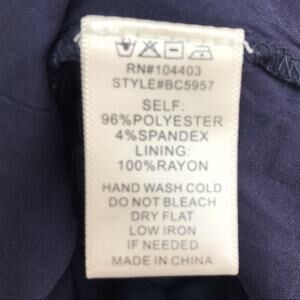 RN#104403
STYLE#BC5957
SELF:
96%POLYESTER
4%SPANDEX
LINING:
100%RAYON
HAND WASH COLD
DO NOT BLEACH
DRY FLAT
LOW IRON
IF NEEDED
MADE IN CHINA